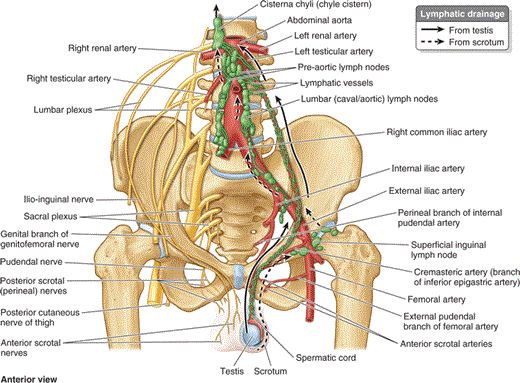 Cisterna chyli (chyle cistern)
Abdominal aorta
Left renal artery
Right renal artery
Left testicular artery
Pre-aortic lymph nodes
Right testicular artery
Lymphatic vessels
Lumbar plexus
Lumbar (caval/aortic) lymph nodes
Right common iliac artery
Lymphatic drainage
From testis
From scrotum
Internal iliac artery
External iliac artery
Ilio-inguinal nerve
Sacral plexus
Perineal branch of internal
pudendal artery
Genital branch of
genitofemoral nerve
Superficial inguinal
lymph node
Pudendal nerve
Cremasteric artery (branch
of inferior epigastric artery)
Posterior scrotal
(perineal) nerves
Femoral artery
Posterior cutaneous
nerve of thigh
External pudendal
branch of femoral artery
Anterior scrotal
nerves
Anterior scrotal arteries
Spermatic cord
Testis
Scrotum
Anterior view